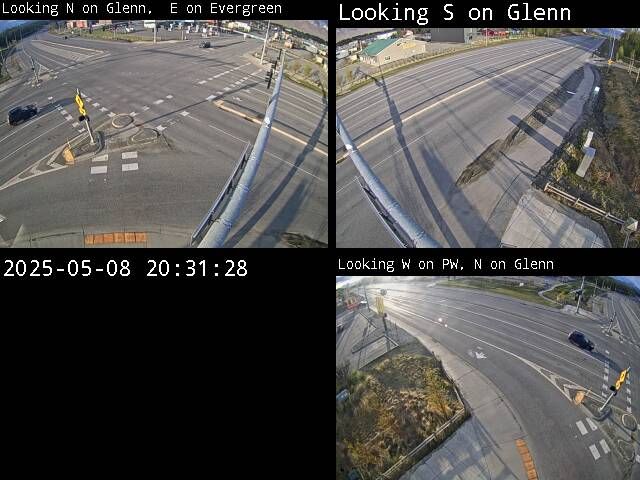 Looking N on Glenn,  E on Evergreen
Looking S on Glenn
2025-05-08 20:31:28
Looking W on PW, N on Glenn